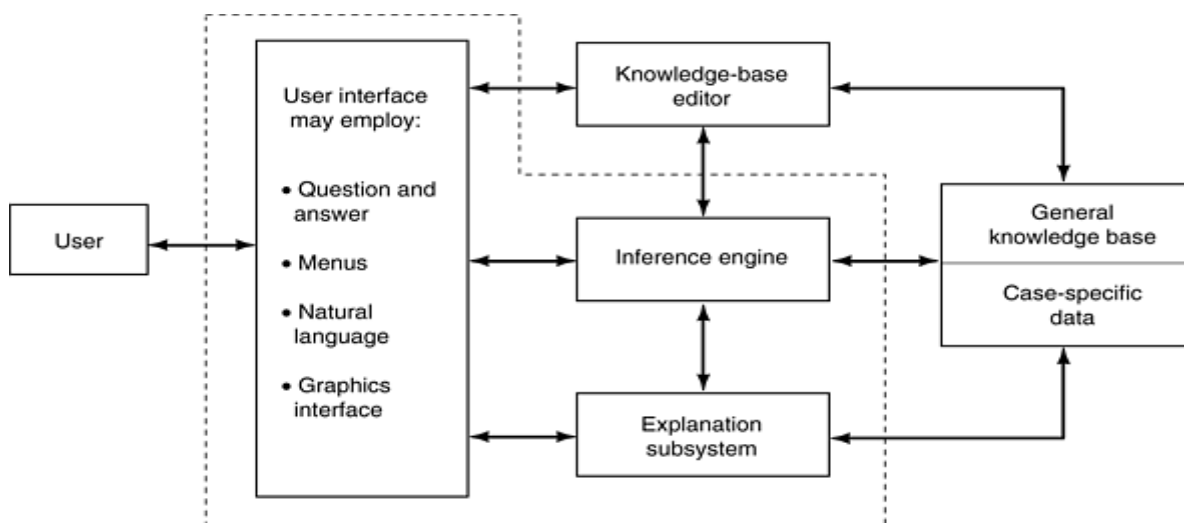 User
User interface
may employ:
• Question and
answer
• Menus
• Natural
language
• Graphics
interface
Knowledge-base
editor
Inference engine
Explanation
subsystem
General
knowledge base
Case-specific
data